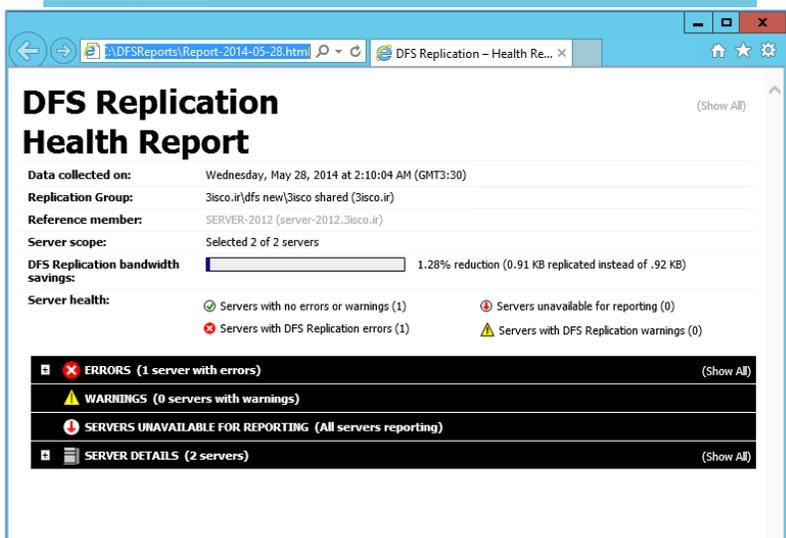 :\DFSReports\Report-2014-05-28.html
DFS Replication – Health Re...
DFS Replication
Health Report
(Show All)
Data collected on: Wednesday, May 28, 2014 at 2:10:04 AM (GMT3:30)
Replication Group: 3isco.ir\dfs new\3isco shared (3isco.ir)
Reference member: SERVER-2012 (server-2012.3isco.ir)
Server scope: Selected 2 of 2 servers
DFS Replication bandwidth savings: 1.28% reduction (0.91 KB replicated instead of .92 KB)
Server health:
Servers with no errors or warnings (1) Servers unavailable for reporting (0)
Servers with DFS Replication errors (1) Servers with DFS Replication warnings (0)
ERRORS (1 server with errors) (Show All)
WARNINGS (0 servers with warnings)
SERVERS UNAVAILABLE FOR REPORTING (All servers reporting)
SERVER DETAILS (2 servers) (Show All)